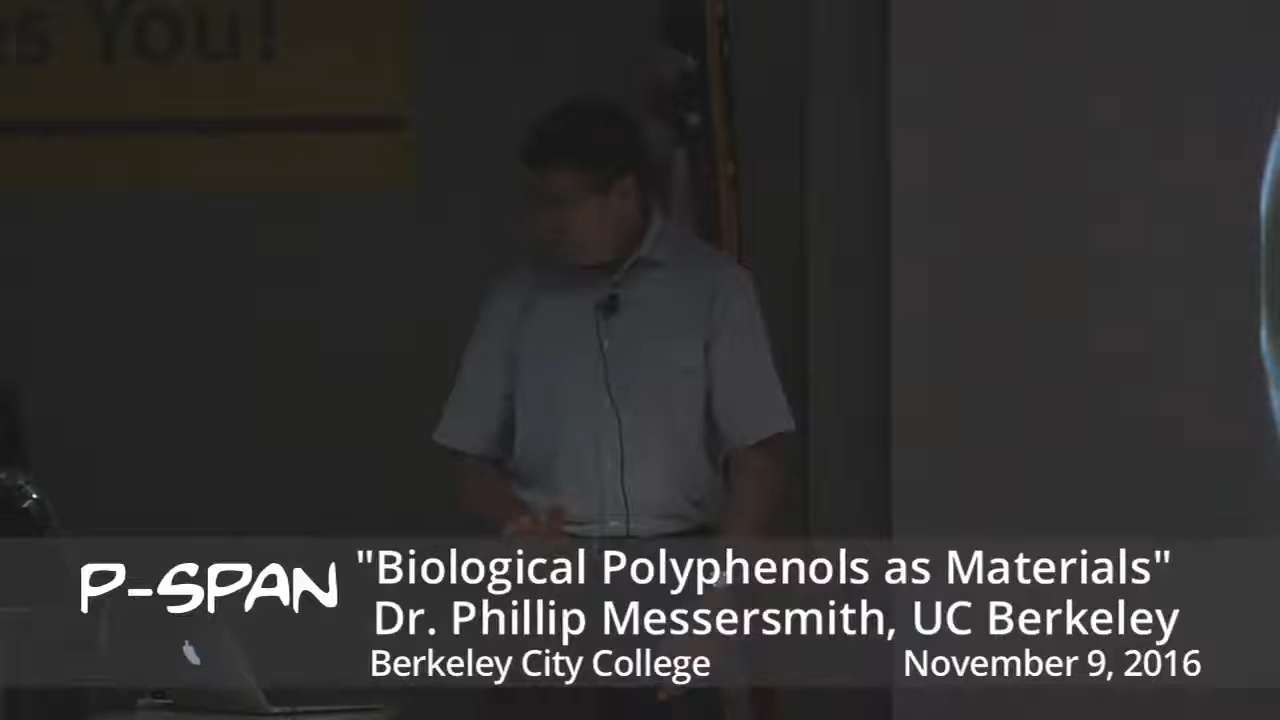 s You!
P-SPAN
"Biological Polyphenols as Materials"
Dr. Phillip Messersmith, UC Berkeley
Berkeley City College
November 9, 2016